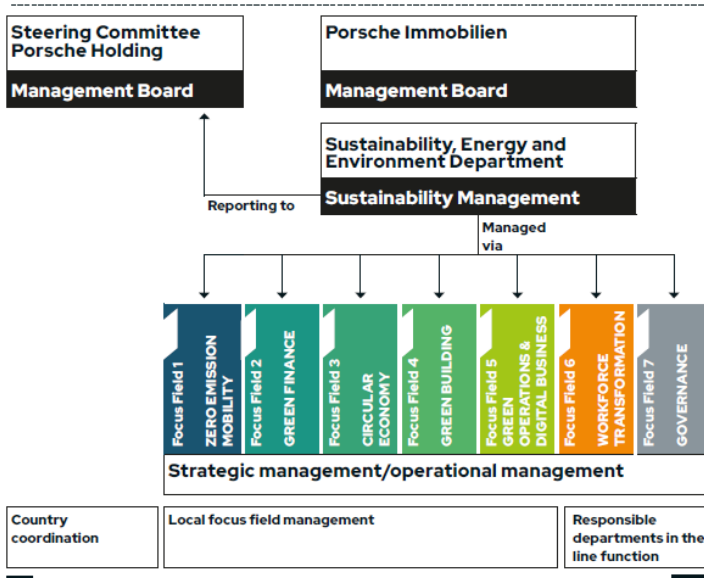 Steering Committee
Porsche Holding
Management Board
Porsche Immobilien
Management Board
Sustainability, Energy and
Environment Department
Sustainability Management
Reporting to
Managed
via
Focus Field 1
ZERO EMISSION
MOBILITY
Focus Field 2
GREEN FINANCE
Focus Field 3
CIRCULAR
ECONOMY
Focus Field 4
GREEN BUILDING
Focus Field 5
GREEN
OPERATIONS &
DIGITAL BUSINESS
Focus Field 6
WORKFORCE
TRANSFORMATION
Focus Field 7
GOVERNANCE
Strategic management/operational management
Country
coordination
Local focus field management
Responsible
departments in the
line function